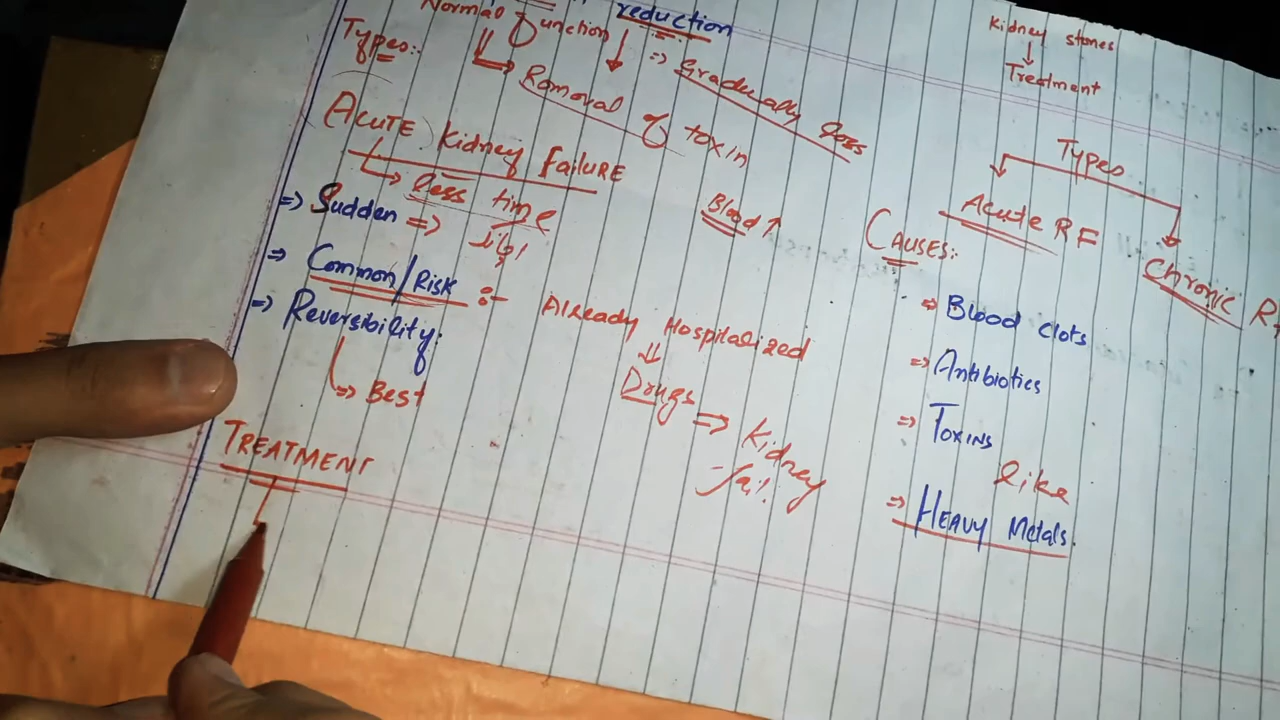 Normal Function reduction
Types:
Romoval of toxin
=> Gradually loss
ACUTE Kidney FAILURE
less time
=> Sudden =>
Blood ↑
=> Common/Risk :- Already Hospitalized
=> Reversibility:
=> Best
Drugs => Kidney
fail
TREATMENT
Kidney stones
↓
Treatment
Types
Acute RF
Chronic
CAUSES:
=> Blood clots
=> Antibiotics
=> Toxins
like
=> HEAVY Metals.